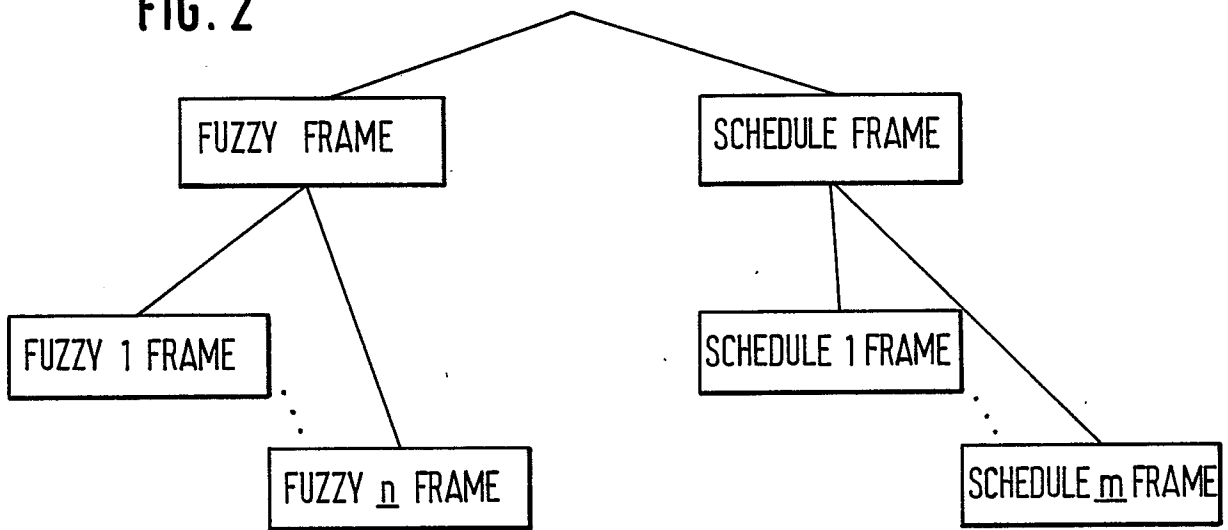 FIG. 2
FUZZY FRAME
SCHEDULE FRAME
FUZZY 1 FRAME
SCHEDULE 1 FRAME
FUZZY n FRAME
SCHEDULE m FRAME